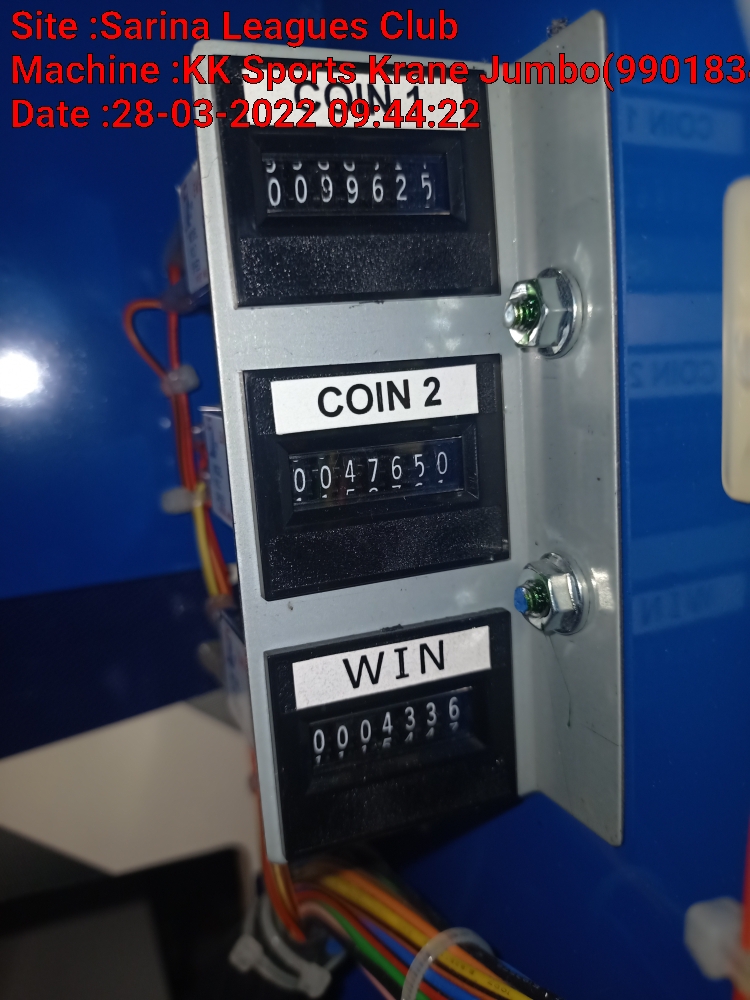 Site :Sarina Leagues Club
Machine :KK Sports Krane Jumbo(990183
Date :28-03-2022 09:44:22
COIN 1
0099625
COIN 2
0047650
WIN
0004336